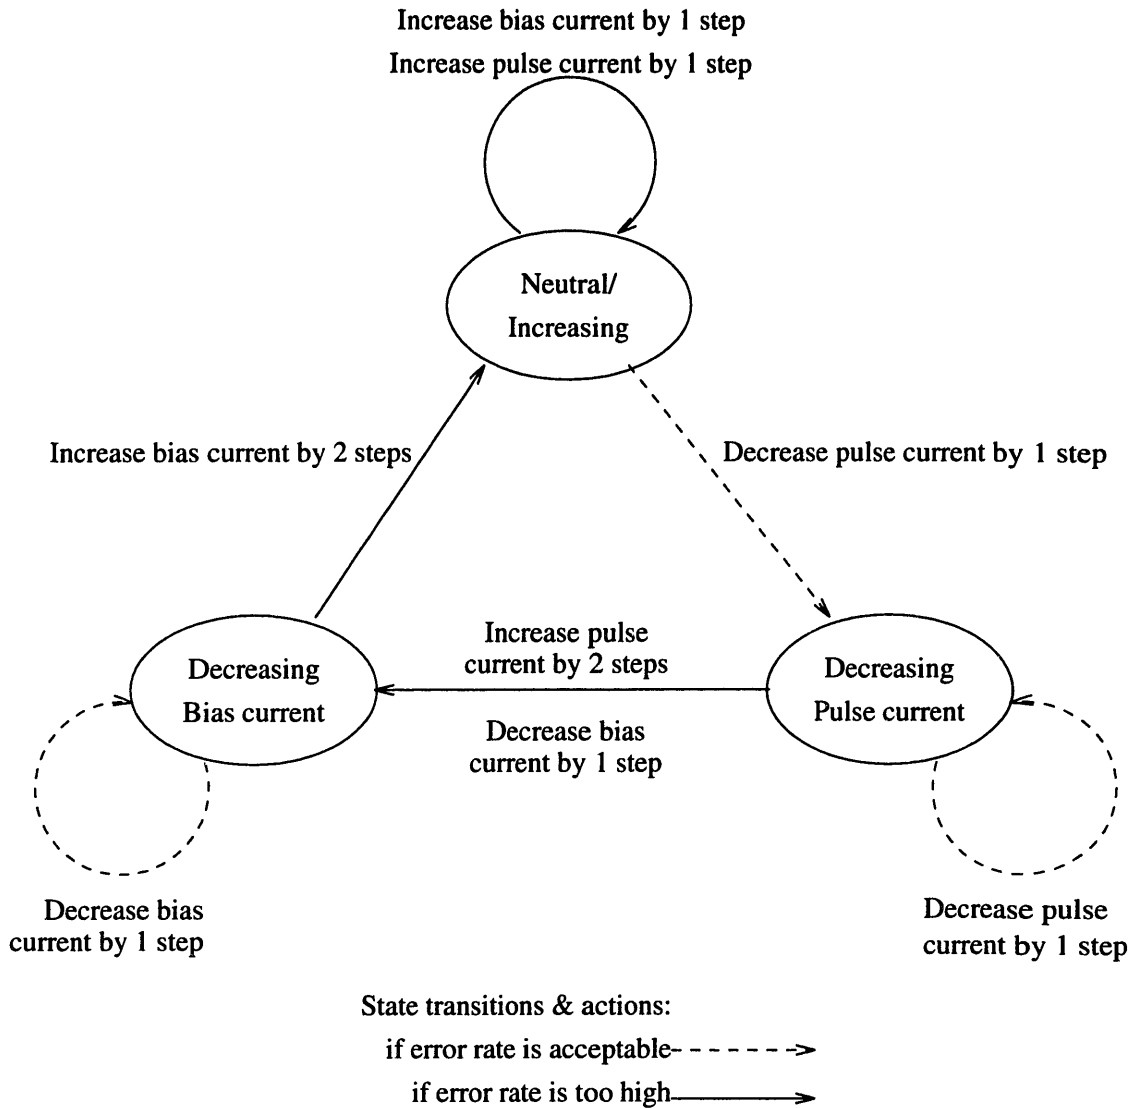 Increase bias current by 1 step
Increase pulse current by 1 step
Neutral/
Increasing
Increase bias current by 2 steps
Decrease pulse current by 1 step
Increase pulse
current by 2 steps
Decreasing
Bias current
Decreasing
Pulse current
Decrease bias
current by 1 step
Decrease bias
current by 1 step
Decrease pulse
current by 1 step
State transitions & actions:
if error rate is acceptable
if error rate is too high